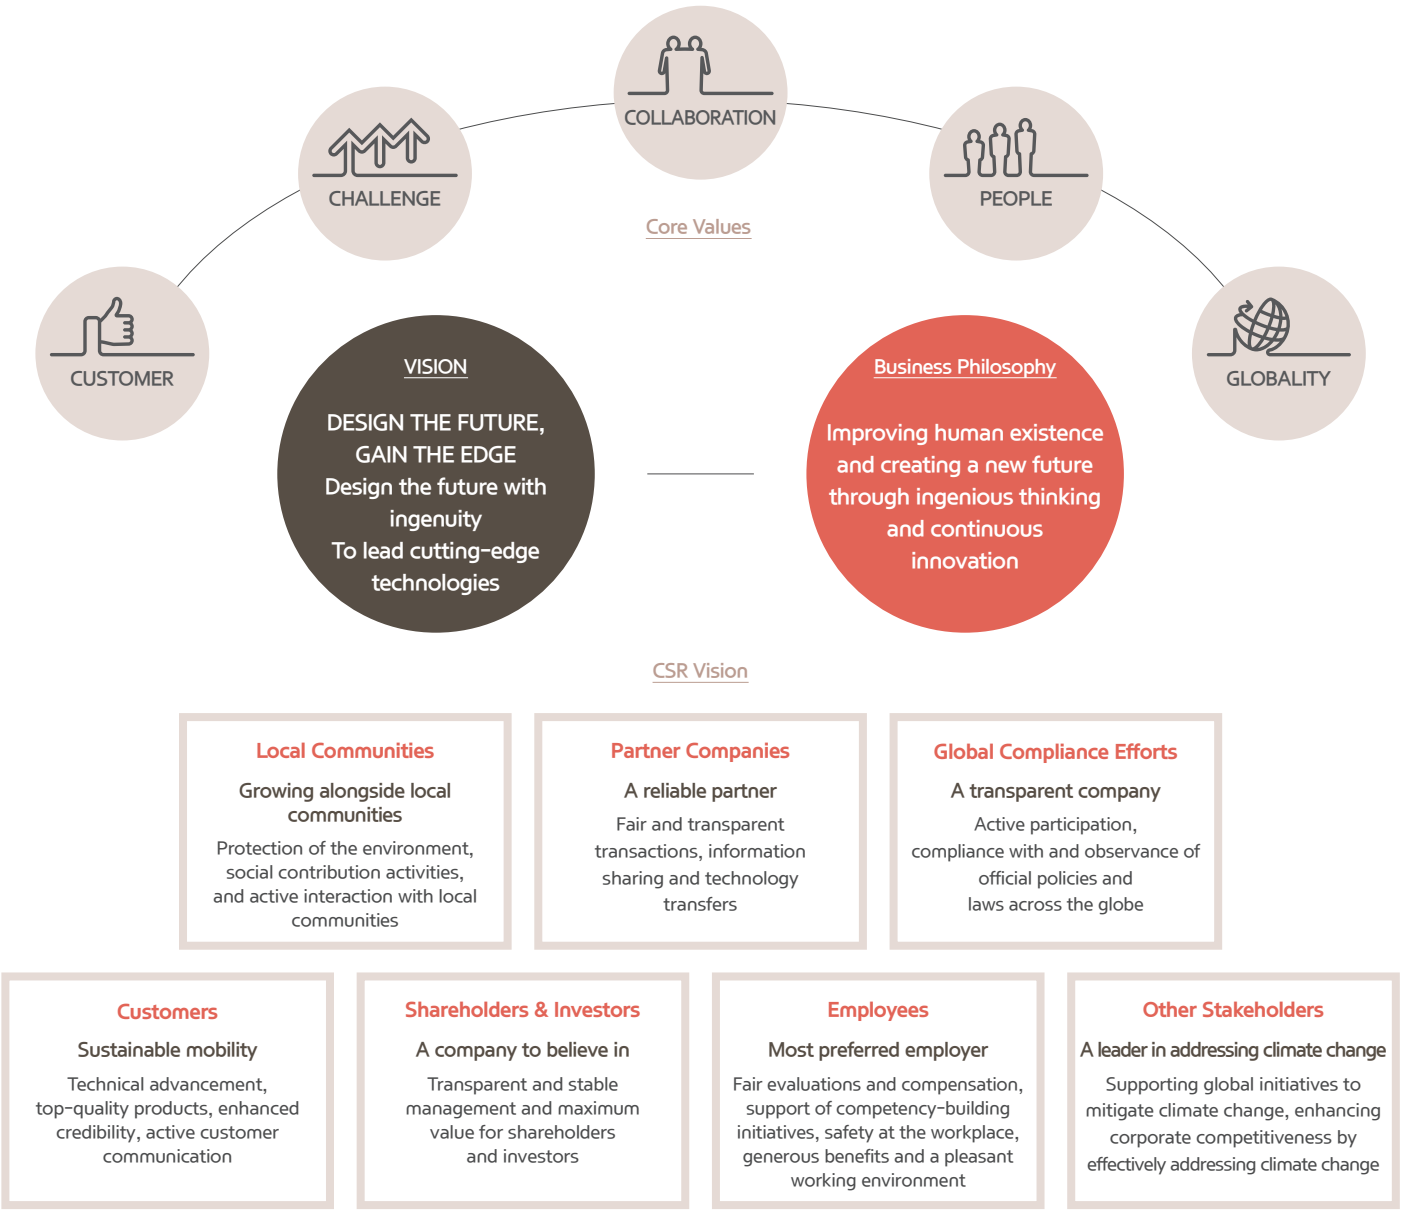 COLLABORATION
CHALLENGE
PEOPLE
Core Values
CUSTOMER
GLOBALITY
VISION
DESIGN THE FUTURE,
GAIN THE EDGE
Design the future with
ingenuity
To lead cutting-edge
technologies
Business Philosophy
Improving human existence
and creating a new future
through ingenious thinking
and continuous
innovation
CSR Vision
Local Communities
Growing alongside local
communities
Protection of the environment,
social contribution activities,
and active interaction with local
communities
Partner Companies
A reliable partner
Fair and transparent
transactions, information
sharing and technology
transfers
Global Compliance Efforts
A transparent company
Active participation,
compliance with and observance of
official policies and
laws across the globe
Customers
Sustainable mobility
Technical advancement,
top-quality products, enhanced
credibility, active customer
communication
Shareholders & Investors
A company to believe in
Transparent and stable
management and maximum
value for shareholders
and investors
Employees
Most preferred employer
Fair evaluations and compensation,
support of competency-building
initiatives, safety at the workplace,
generous benefits and a pleasant
working environment
Other Stakeholders
A leader in addressing climate change
Supporting global initiatives to
mitigate climate change, enhancing
corporate competitiveness by
effectively addressing climate change